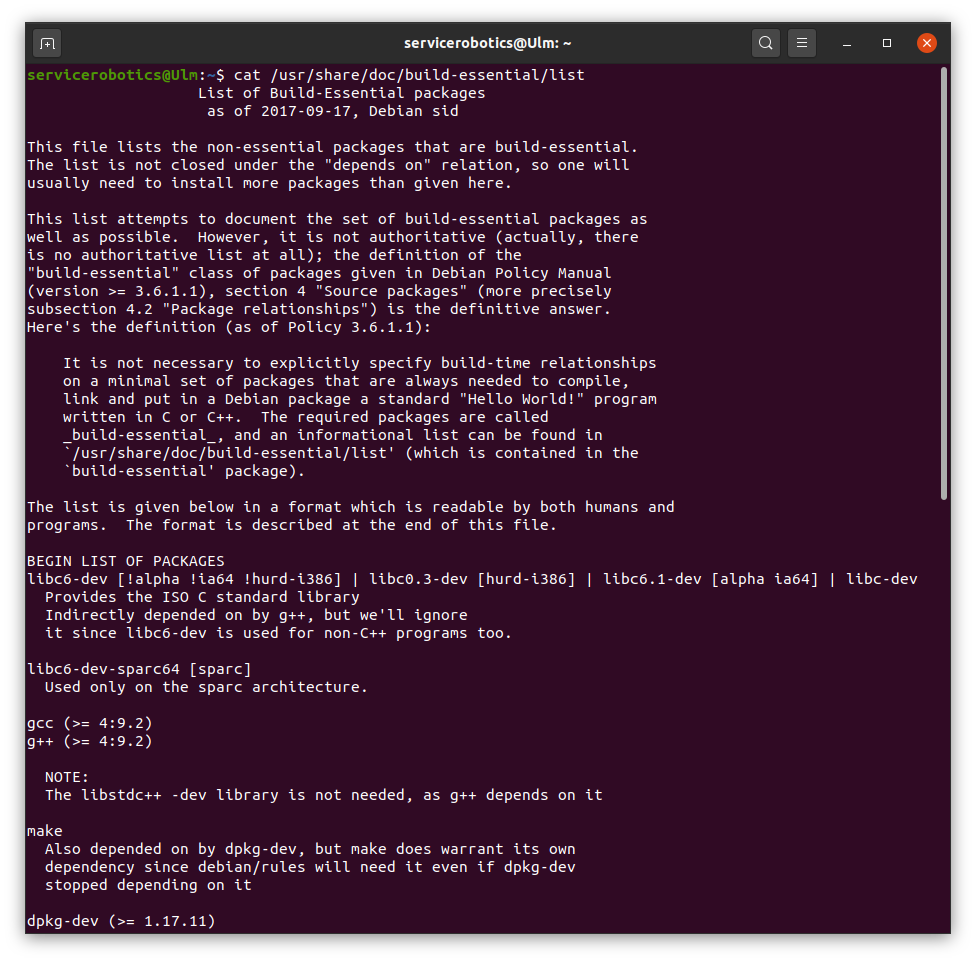 servicerobotics@Ulm: ~
servicerobotics@Ulm:~$ cat /usr/share/doc/build-essential/list
                   List of Build-Essential packages
                    as of 2017-09-17, Debian sid

This file lists the non-essential packages that are build-essential.
The list is not closed under the "depends on" relation, so one will
usually need to install more packages than given here.

This list attempts to document the set of build-essential packages as
well as possible.  However, it is not authoritative (actually, there
is no authoritative list at all); the definition of the
"build-essential" class of packages given in Debian Policy Manual
(version >= 3.6.1.1), section 4 "Source packages" (more precisely
subsection 4.2 "Package relationships") is the definitive answer.
Here's the definition (as of Policy 3.6.1.1):

    It is not necessary to explicitly specify build-time relationships
    on a minimal set of packages that are always needed to compile,
    link and put in a Debian package a standard "Hello World!" program
    written in C or C++.  The required packages are called
    _build-essential_, and an informational list can be found in
    `/usr/share/doc/build-essential/list' (which is contained in the
    `build-essential' package).

The list is given below in a format which is readable by both humans and
programs.  The format is described at the end of this file.

BEGIN LIST OF PACKAGES
libc6-dev [!alpha !ia64 !hurd-i386] | libc0.3-dev [hurd-i386] | libc6.1-dev [alpha ia64] | libc-dev
  Provides the ISO C standard library
  Indirectly depended on by g++, but we'll ignore
  it since libc6-dev is used for non-C++ programs too.

libc6-dev-sparc64 [sparc]
  Used only on the sparc architecture.

gcc (>= 4:9.2)
g++ (>= 4:9.2)

  NOTE:
  The libstdc++ -dev library is not needed, as g++ depends on it

make
  Also depended on by dpkg-dev, but make does warrant its own
  dependency since debian/rules will need it even if dpkg-dev
  stopped depending on it

dpkg-dev (>= 1.17.11)